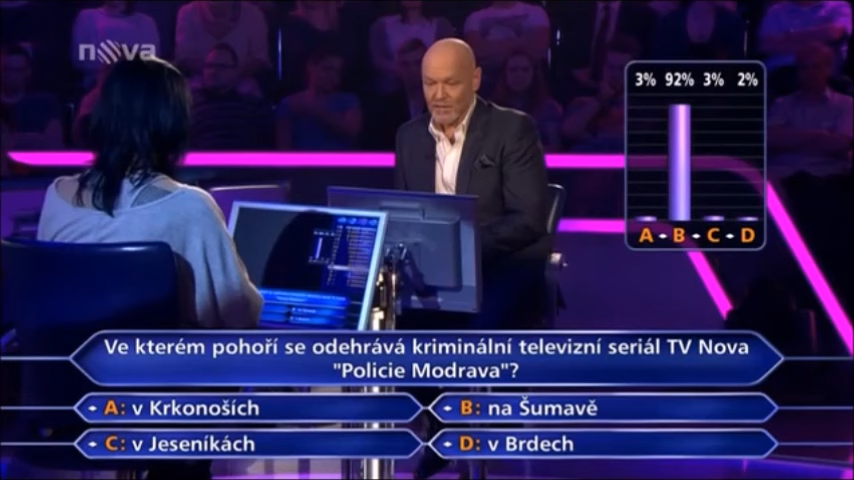 nova
3% 92% 3% 2%
A B C D
Ve kterém pohoří se odehrává kriminální televizní seriál TV Nova
"Policie Modrava"?
A: v Krkonoších
B: na Šumavě
C: v Jeseníkách
D: v Brdech